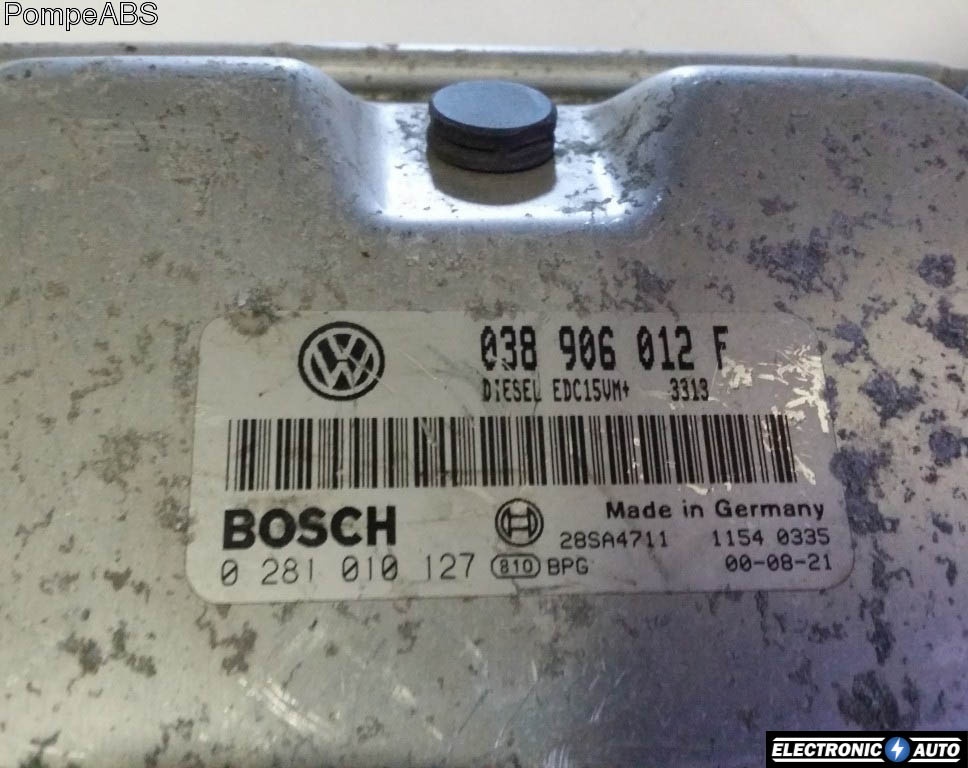 PompeABS
038 906 012 F
DIESEL EDC15VM+ 3313
BOSCH
Made in Germany
28SA4711 1154 0335
0 281 010 127 810 BPG 00-08-21
ELECTRONIC AUTO